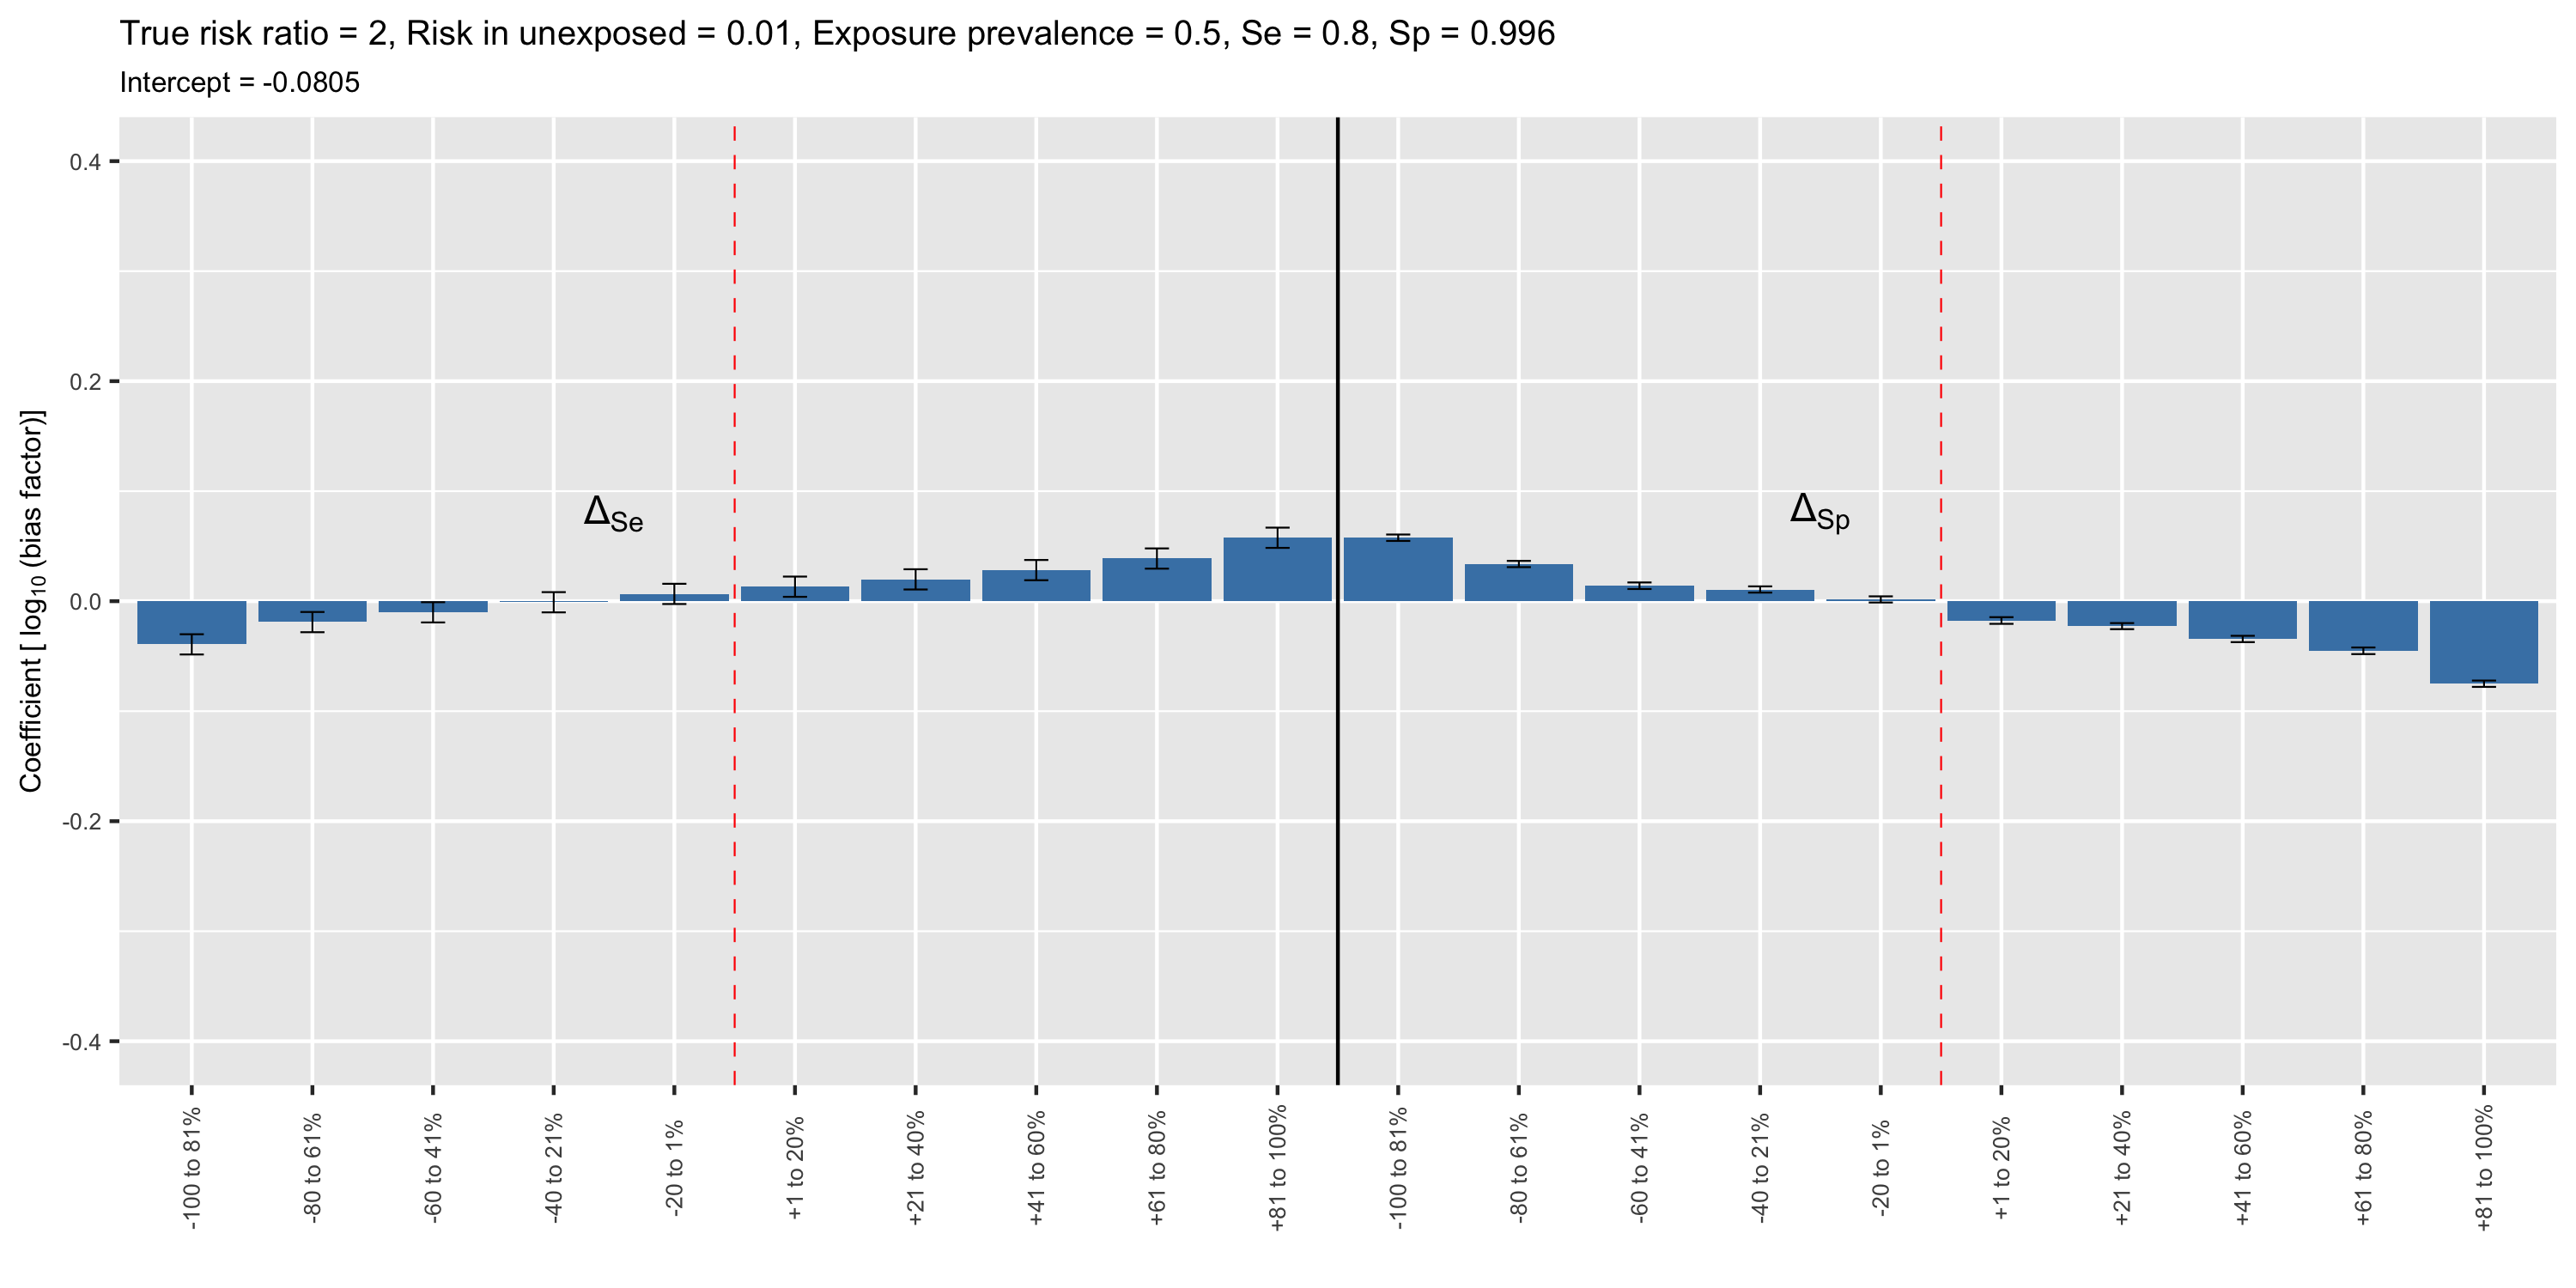 True risk ratio = 2, Risk in unexposed = 0.01, Exposure prevalence = 0.5, Se = 0.8, Sp = 0.996
Intercept = -0.0805
Coefficient [ log10 (bias factor)]
0.4
0.2
0.0
-0.2
-0.4
ΔSe
ΔSp
-100 to 81%
-80 to 61%
-60 to 41%
-40 to 21%
-20 to 1%
+1 to 20%
+21 to 40%
+41 to 60%
+61 to 80%
+81 to 100%
-100 to 81%
-80 to 61%
-60 to 41%
-40 to 21%
-20 to 1%
+1 to 20%
+21 to 40%
+41 to 60%
+61 to 80%
+81 to 100%